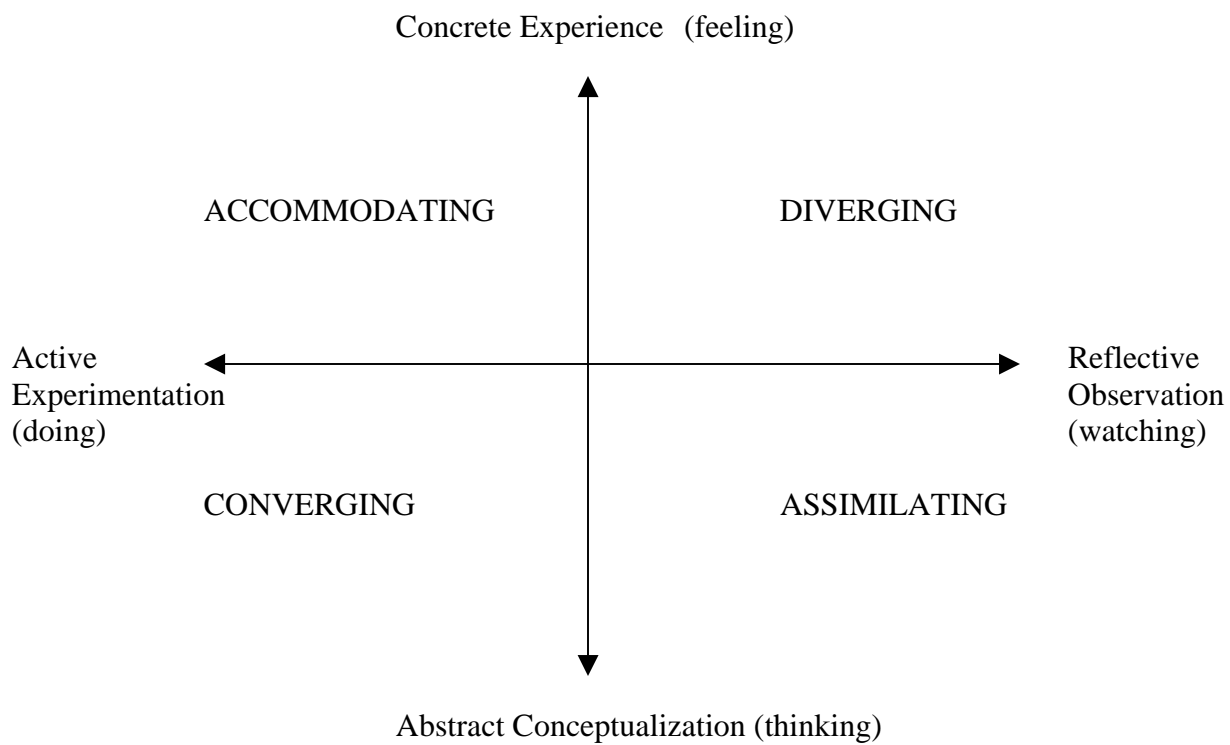 Concrete Experience (feeling)
ACCOMMODATING
DIVERGING
Active
Experimentation
(doing)
Reflective
Observation
(watching)
CONVERGING
ASSIMILATING
Abstract Conceptualization (thinking)